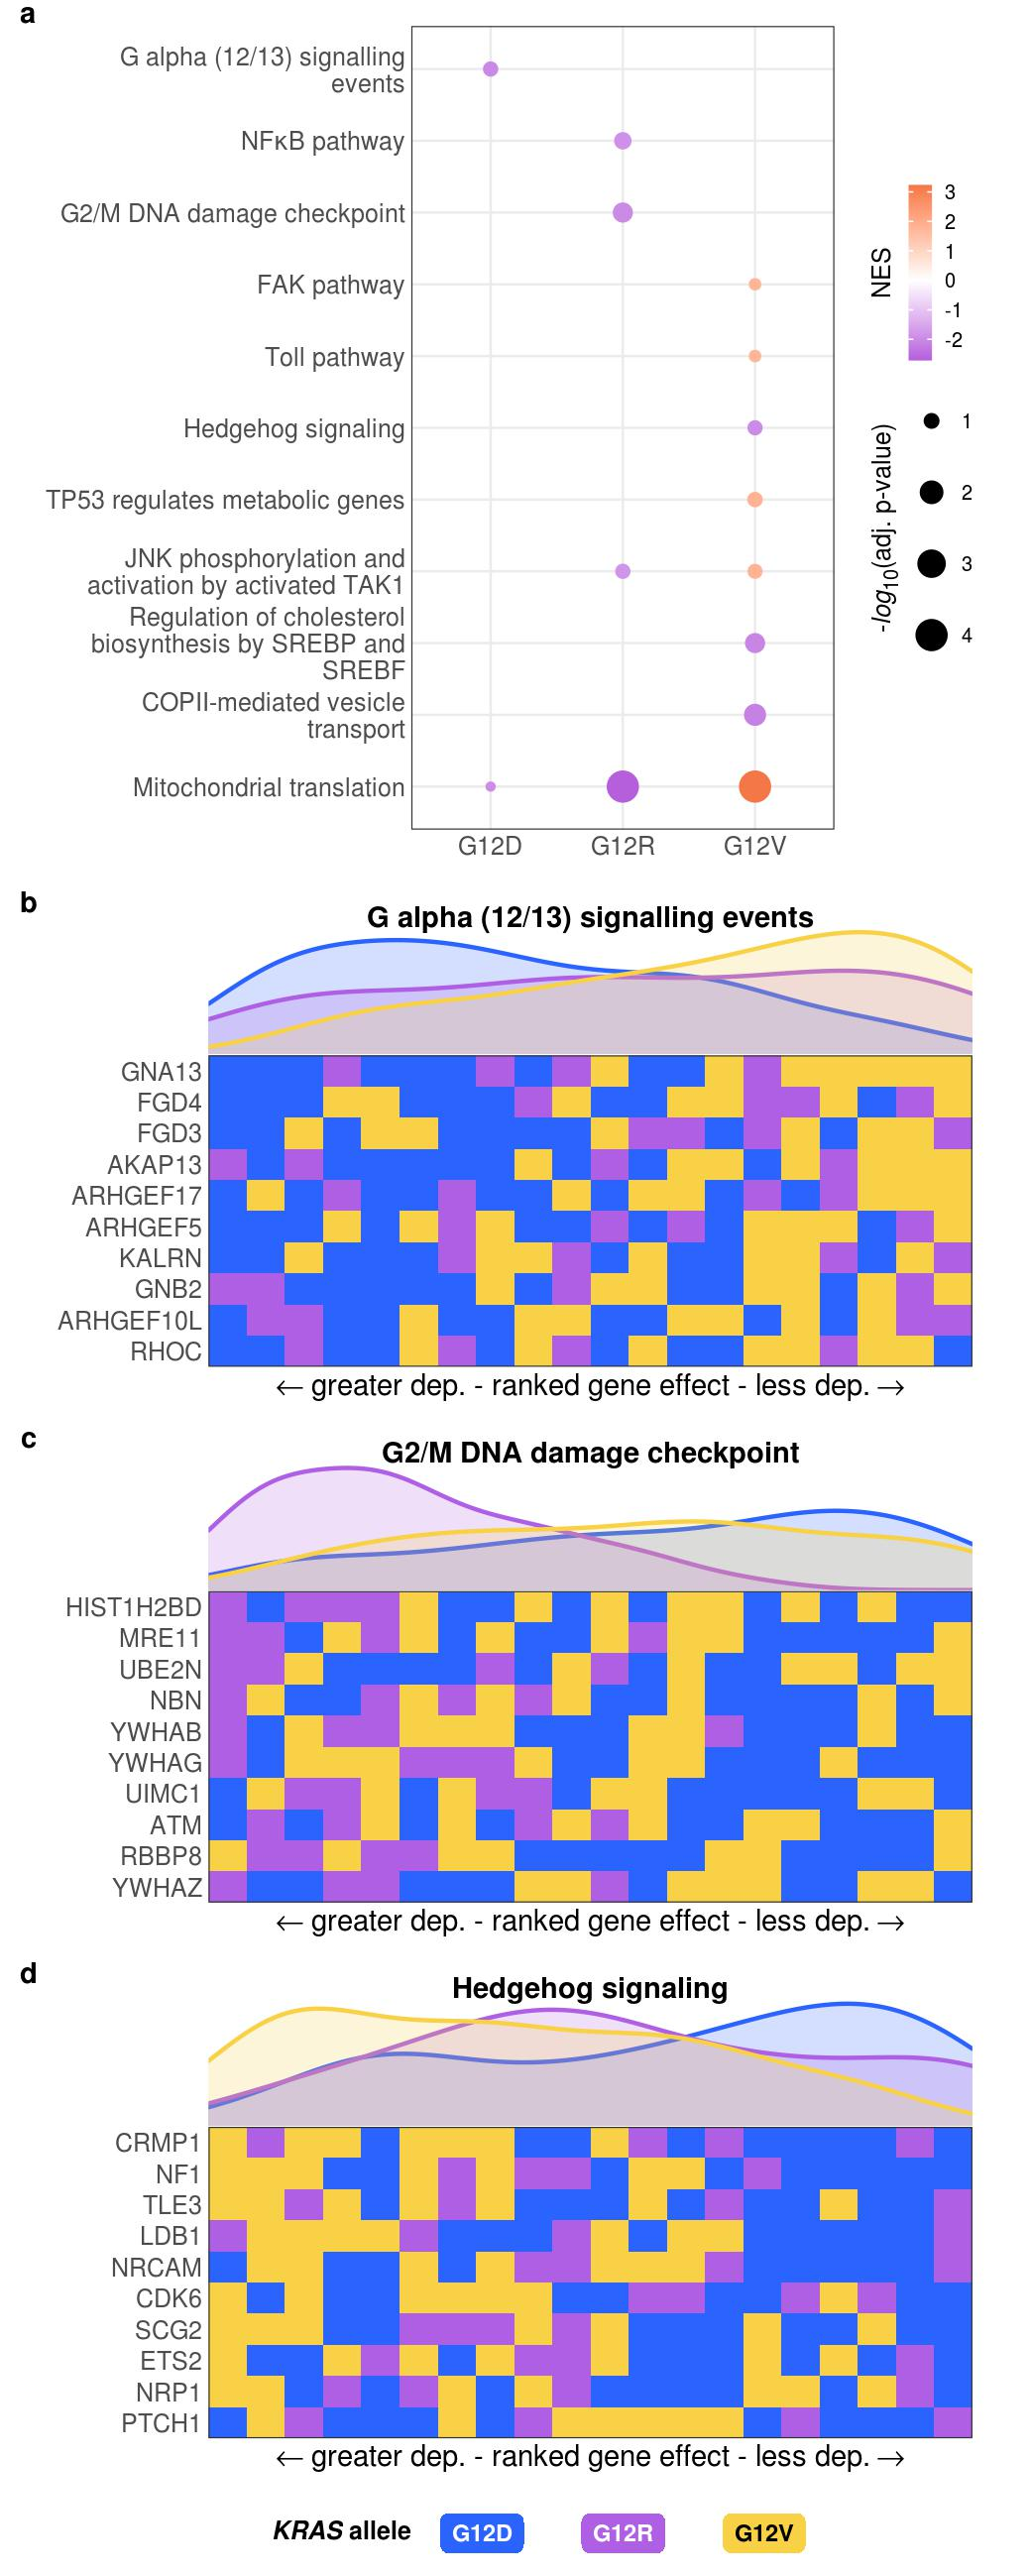 a
G alpha (12/13) signalling
events
NFκB pathway
G2/M DNA damage checkpoint
FAK pathway
Toll pathway
Hedgehog signaling
TP53 regulates metabolic genes
JNK phosphorylation and
activation by activated TAK1
Regulation of cholesterol
biosynthesis by SREBP and
SREBF
COPII-mediated vesicle
transport
Mitochondrial translation
G12D G12R G12V
NES
3
2
1
0
-1
-2
-log10(adj. p-value)
1
2
3
4
b
G alpha (12/13) signalling events
GNA13
FGD4
FGD3
AKAP13
ARHGEF17
ARHGEF5
KALRN
GNB2
ARHGEF10L
RHOC
← greater dep. - ranked gene effect - less dep. →
c
G2/M DNA damage checkpoint
HIST1H2BD
MRE11
UBE2N
NBN
YWHAB
YWHAG
UIMC1
ATM
RBBP8
YWHAZ
← greater dep. - ranked gene effect - less dep. →
d
Hedgehog signaling
CRMP1
NF1
TLE3
LDB1
NRCAM
CDK6
SCG2
ETS2
NRP1
PTCH1
← greater dep. - ranked gene effect - less dep. →
KRAS allele G12D G12R G12V